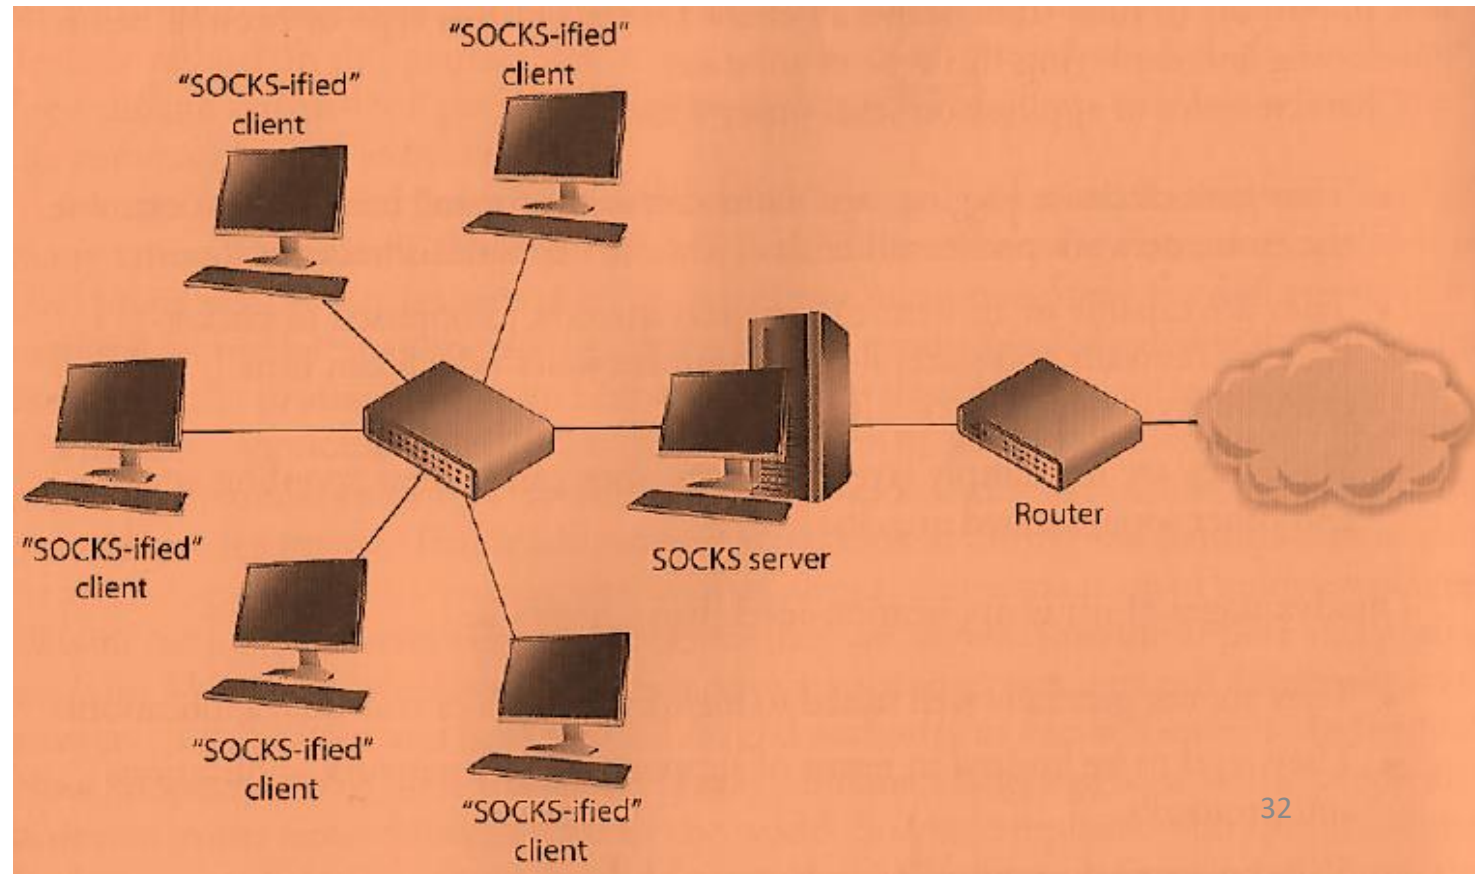 "SOCKS-ified"
client
"SOCKS-ified"
client
"SOCKS-ified"
client
"SOCKS-ified"
client
"SOCKS-ified"
client
SOCKS server
Router
32